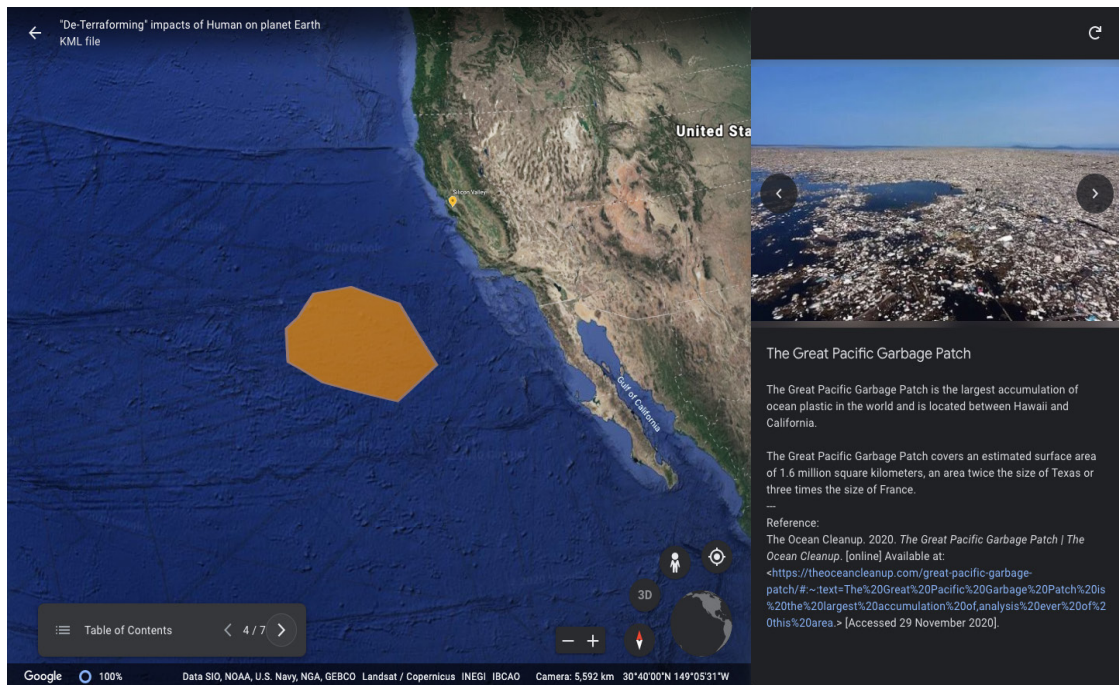 "De-Terraforming" impacts of Human on planet Earth
KML file
United Sta
Silicon Valley
Gulf of California
3D
Table of Contents
4 / 7
Google
100%
Data SIO, NOAA, U.S. Navy, NGA, GEBCO Landsat / Copernicus INEGI IBCAO Camera: 5,592 km 30°40'00"N 149°05'31"W
The Great Pacific Garbage Patch
The Great Pacific Garbage Patch is the largest accumulation of
ocean plastic in the world and is located between Hawaii and
California.
The Great Pacific Garbage Patch covers an estimated surface area
of 1.6 million square kilometers, an area twice the size of Texas or
three times the size of France.
---
Reference:
The Ocean Cleanup. 2020. The Great Pacific Garbage Patch | The
Ocean Cleanup. [online] Available at:
<https://theoceancleanup.com/great-pacific-garbage-
patch/#:~:text=The%20Great%20Pacific%20Garbage%20Patch%20is
%20the%20largest%20accumulation%20of,analysis%20ever%20of%2
0this%20area.> [Accessed 29 November 2020].